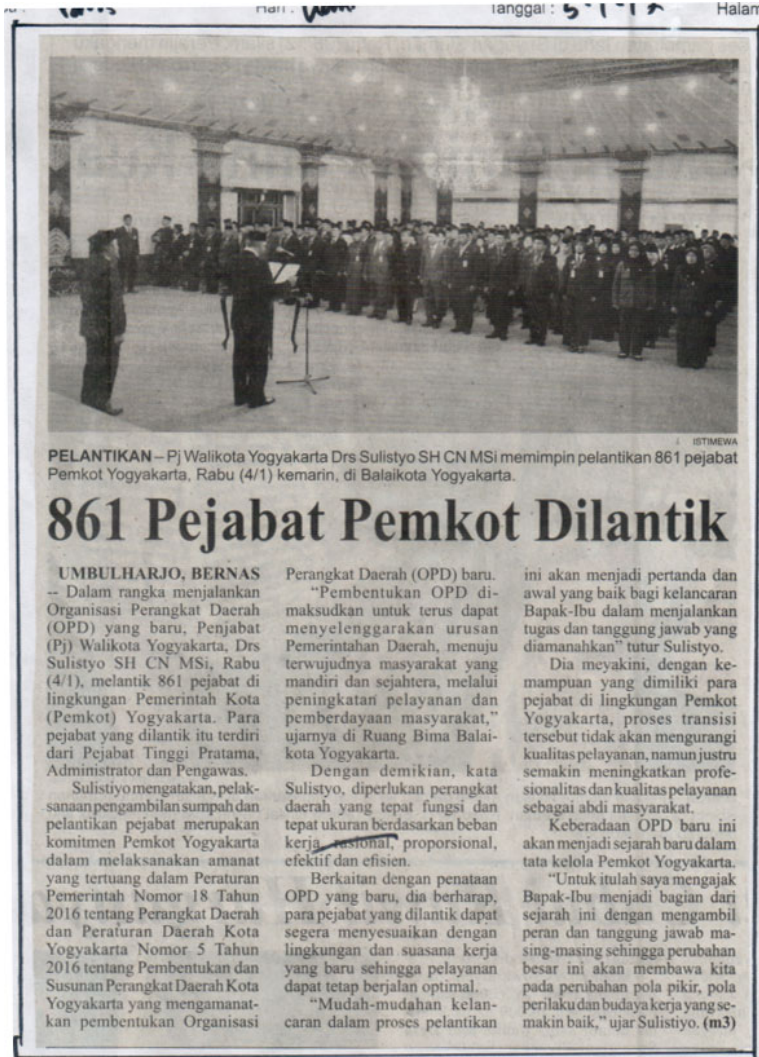 Hari :
Tanggal : 5-1-12
Halam
ISTIMEWA
PELANTIKAN – Pj Walikota Yogyakarta Drs Sulistyo SH CN MSi memimpin pelantikan 861 pejabat
Pemkot Yogyakarta, Rabu (4/1) kemarin, di Balaikota Yogyakarta.
861 Pejabat Pemkot Dilantik
UMBULHARJO, BERNAS
-- Dalam rangka menjalankan
Organisasi Perangkat Daerah
(OPD) yang baru, Penjabat
(Pj) Walikota Yogyakarta, Drs
Sulistyo SH CN MSi, Rabu
(4/1), melantik 861 pejabat di
lingkungan Pemerintah Kota
(Pemkot) Yogyakarta. Para
pejabat yang dilantik itu terdiri
dari Pejabat Tinggi Pratama,
Administrator dan Pengawas.
Sulistiyo mengatakan, pelak-
sanaan pengambilan sumpah dan
pelantikan pejabat merupakan
komitmen Pemkot Yogyakarta
dalam melaksanakan amanat
yang tertuang dalam Peraturan
Pemerintah Nomor 18 Tahun
2016 tentang Perangkat Daerah
dan Peraturan Daerah Kota
Yogyakarta Nomor 5 Tahun
2016 tentang Pembentukan dan
Susunan Perangkat Daerah Kota
Yogyakarta yang mengamanat-
kan pembentukan Organisasi
Perangkat Daerah (OPD) baru.
“Pembentukan OPD di-
maksudkan untuk terus dapat
menyelenggarakan urusan
Pemerintahan Daerah, menuju
terwujudnya masyarakat yang
mandiri dan sejahtera, melalui
peningkatan pelayanan dan
pemberdayaan masyarakat,”
ujarnya di Ruang Bima Balai-
kota Yogyakarta.
Dengan demikian, kata
Sulistyo, diperlukan perangkat
daerah yang tepat fungsi dan
tepat ukuran berdasarkan beban
kerja, rasional, proporsional,
efektif dan efisien.
Berkaitan dengan penataan
OPD yang baru, dia berharap,
para pejabat yang dilantik dapat
segera menyesuaikan dengan
lingkungan dan suasana kerja
yang baru sehingga pelayanan
dapat tetap berjalan optimal.
“Mudah-mudahan kelan-
caran dalam proses pelantikan
ini akan menjadi pertanda dan
awal yang baik bagi kelancaran
Bapak-Ibu dalam menjalankan
tugas dan tanggung jawab yang
diamanahkan” tutur Sulistyo.
Dia meyakini, dengan ke-
mampuan yang dimiliki para
pejabat di lingkungan Pemkot
Yogyakarta, proses transisi
tersebut tidak akan mengurangi
kualitas pelayanan, namun justru
semakin meningkatkan profe-
sionalitas dan kualitas pelayanan
sebagai abdi masyarakat.
Keberadaan OPD baru ini
akan menjadi sejarah baru dalam
tata kelola Pemkot Yogyakarta.
“Untuk itulah saya mengajak
Bapak-Ibu menjadi bagian dari
sejarah ini dengan mengambil
peran dan tanggung jawab ma-
sing-masing sehingga perubahan
besar ini akan membawa kita
pada perubahan pola pikir, pola
perilaku dan budaya kerja yang se-
makin baik,” ujar Sulistiyo. (m3)